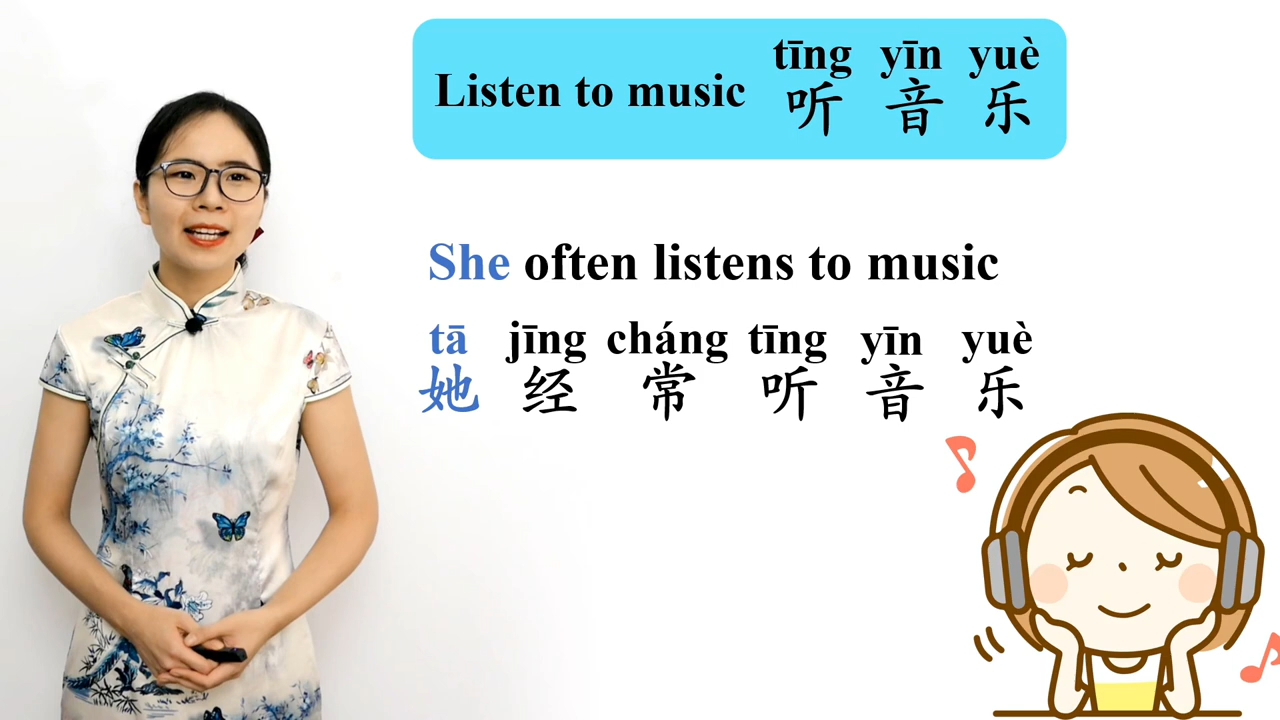 Listen to music
tīng yīn yuè
听 音 乐
She often listens to music
tā jīng cháng tīng yīn yuè
她 经 常 听 音 乐